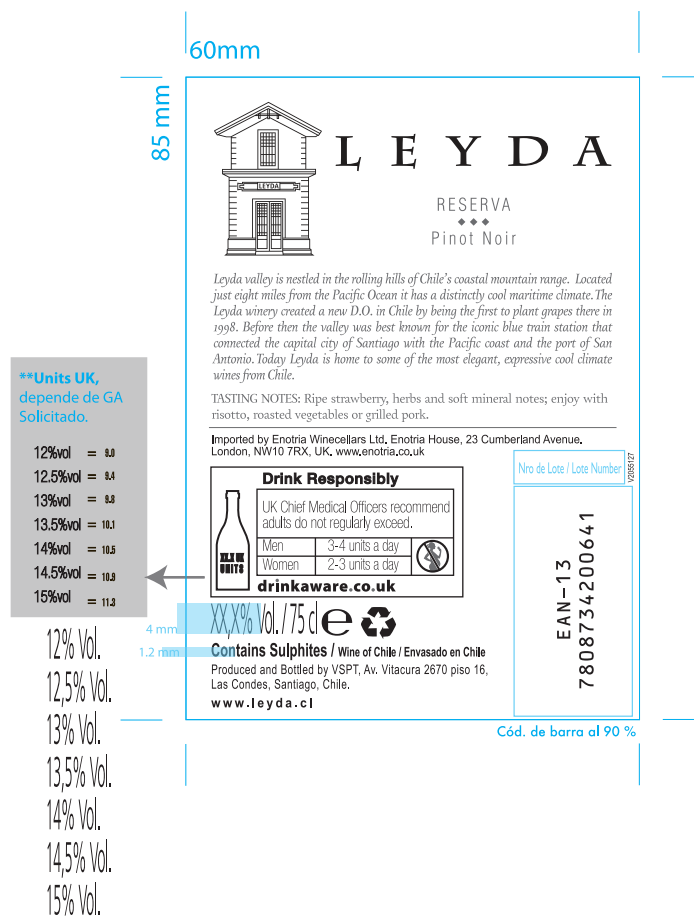 60mm
85 mm
LEYDA
LEYDA
RESERVA
Pinot Noir
Leyda valley is nestled in the rolling hills of Chile's coastal mountain range. Located
just eight miles from the Pacific Ocean it has a distinctly cool maritime climate.The
Leyda winery created a new D.O. in Chile by being the first to plant grapes there in
1998. Before then the valley was best known for the iconic blue train station that
connected the capital city of Santiago with the Pacific coast and the port of San
Antonio.Today Leyda is home to some of the most elegant, expressive cool climate
wines from Chile.
TASTING NOTES: Ripe strawberry, herbs and soft mineral notes; enjoy with
risotto, roasted vegetables or grilled pork.
Imported by Enotria Winecellars Ltd. Enotria House, 23 Cumberland Avenue.
London, NW10 7RX, UK. www.enotria.co.uk
Drink Responsibly
UK Chief Medical Officers recommend
adults do not regularly exceed.
Men 3-4 units a day
Women 2-3 units a day
XX.X UK
UNITS
drinkaware.co.uk
XX,X% Vol. / 75 cl e
4 mm
1.2 mm
Contains Sulphites / Wine of Chile / Envasado en Chile
Produced and Bottled by VSPT, Av. Vitacura 2670 piso 16,
Las Condes, Santiago, Chile.
www.leyda.cl
Nro de Lote / Lote Number
V2055127
EAN-13
7808734200641
Cód. de barra al 90 %
**Units UK,
depende de GA
Solicitado.
12%vol = 9.0
12.5%vol = 9.4
13%vol = 9.8
13.5%vol = 10.1
14%vol = 10.5
14.5%vol = 10.9
15%vol = 11.3
12% Vol.
12,5% Vol.
13% Vol.
13,5% Vol.
14% Vol.
14,5% Vol.
15% Vol.